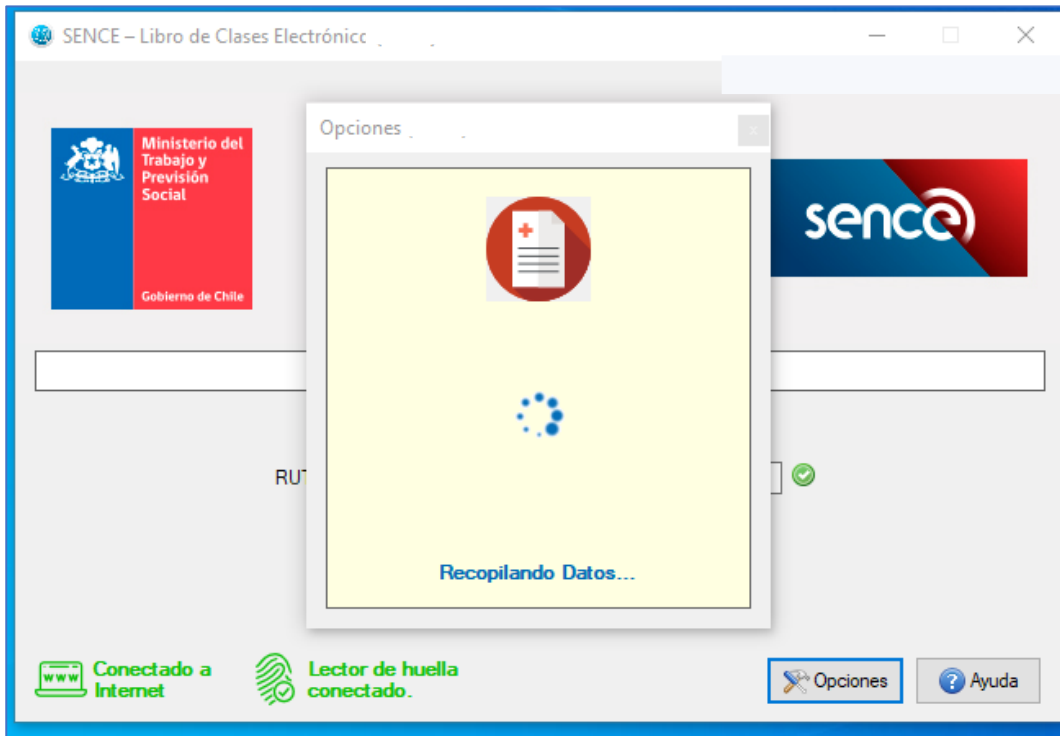 SENCE – Libro de Clases Electrónico
Opciones
x
Ministerio del
Trabajo y
Previsión
Social
Gobierno de Chile
sence
RUT
Recopilando Datos...
www
Conectado a
Internet
Lector de huella
conectado.
Opciones
? Ayuda